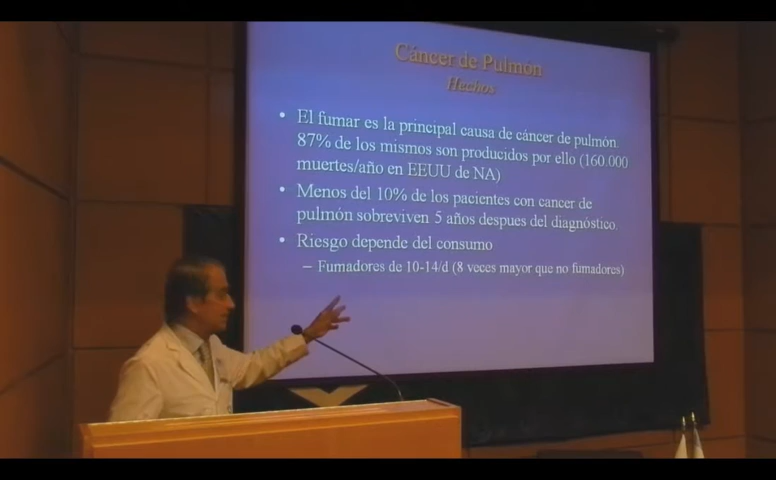 Cáncer de Pulmón
Hechos
• El fumar es la principal causa de cáncer de pulmón.
87% de los mismos son producidos por ello (160.000
muertes/año en EEUU de NA)
• Menos del 10% de los pacientes con cancer de
pulmón sobreviven 5 años despues del diagnóstico.
• Riesgo depende del consumo
– Fumadores de 10-14/d (8 veces mayor que no fumadores)